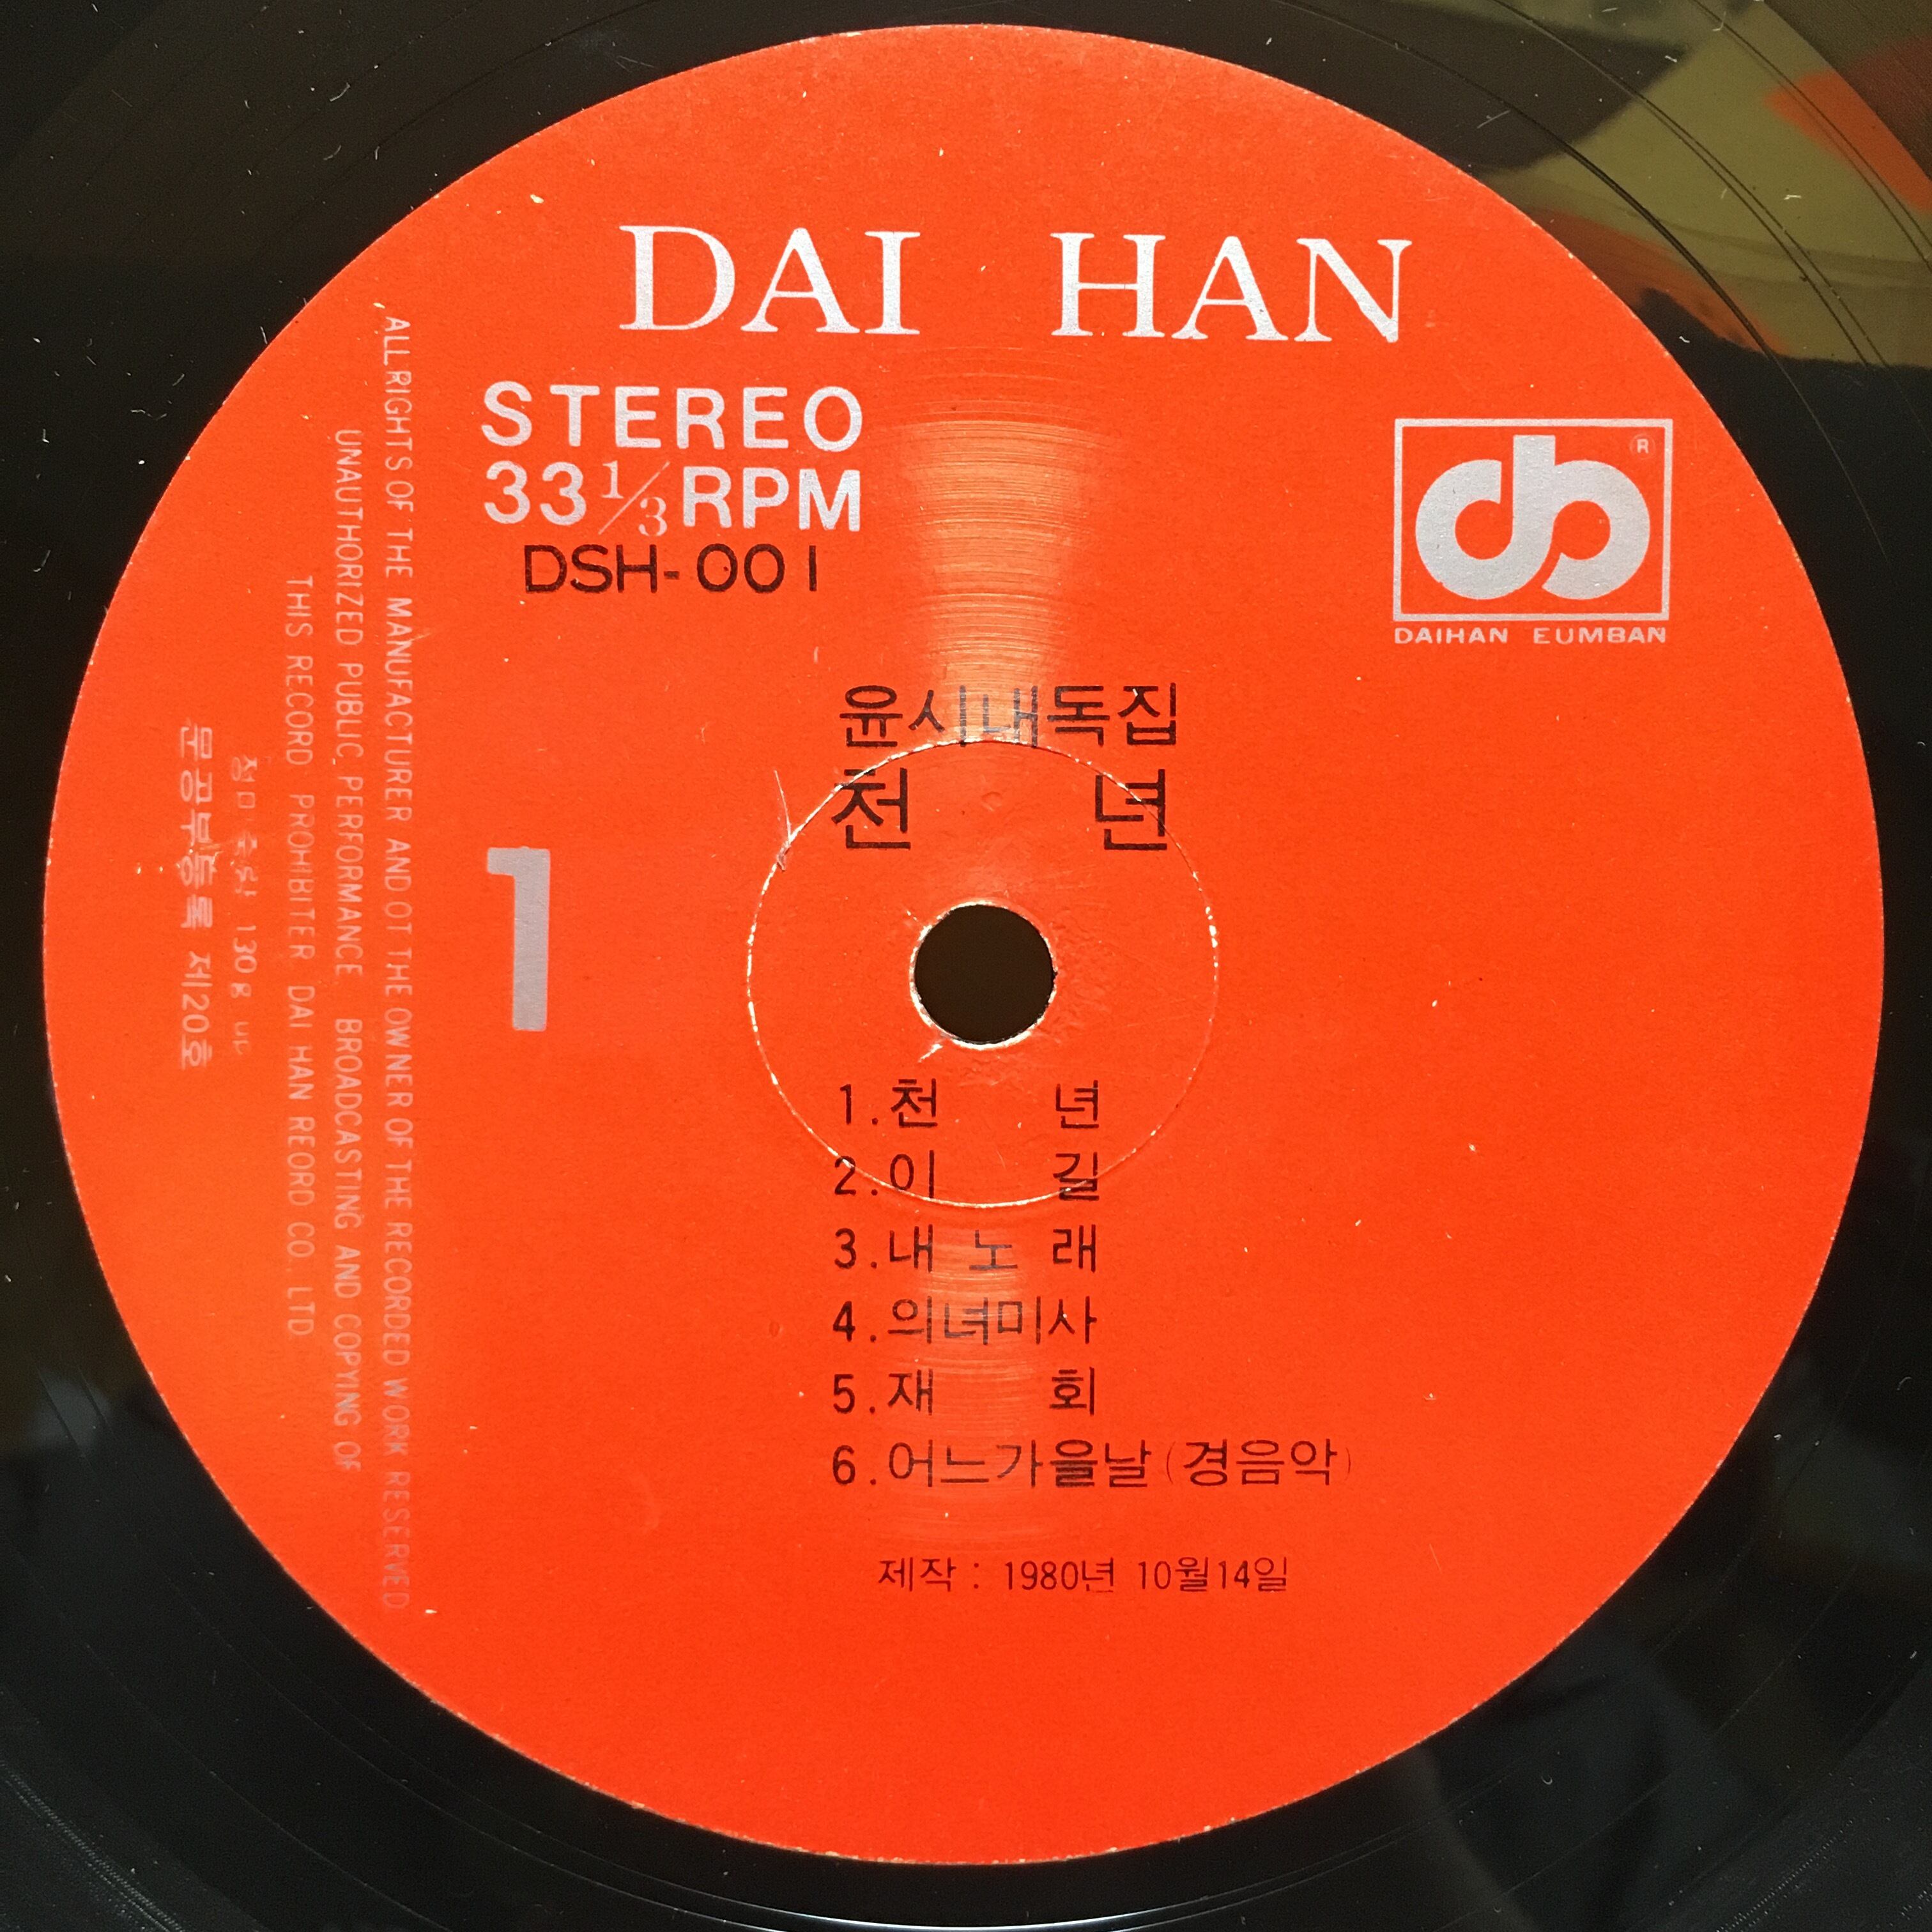 DAI HAN
STEREO
33 1/3 RPM
DSH-001
R
DAIHAN EUMBAN
윤시내독집
천 년
1
1.천 년
2.이 길
3.내 노 래
4.의녀미사
5.재 회
6.어느가을날(경음악)
제작 : 1980년 10월14일
ALL RIGHTS OF THE MANUFACTURER AND OT THE OWNER OF THE RECORDED WORK RESERVED
UNAUTHORIZED PUBLIC PERFORMANCE BROADCASTING AND COPYING OF
THIS RECORD PROHIBITER DAI HAN REORD CO. LTD
130g
문공부등록 제20호